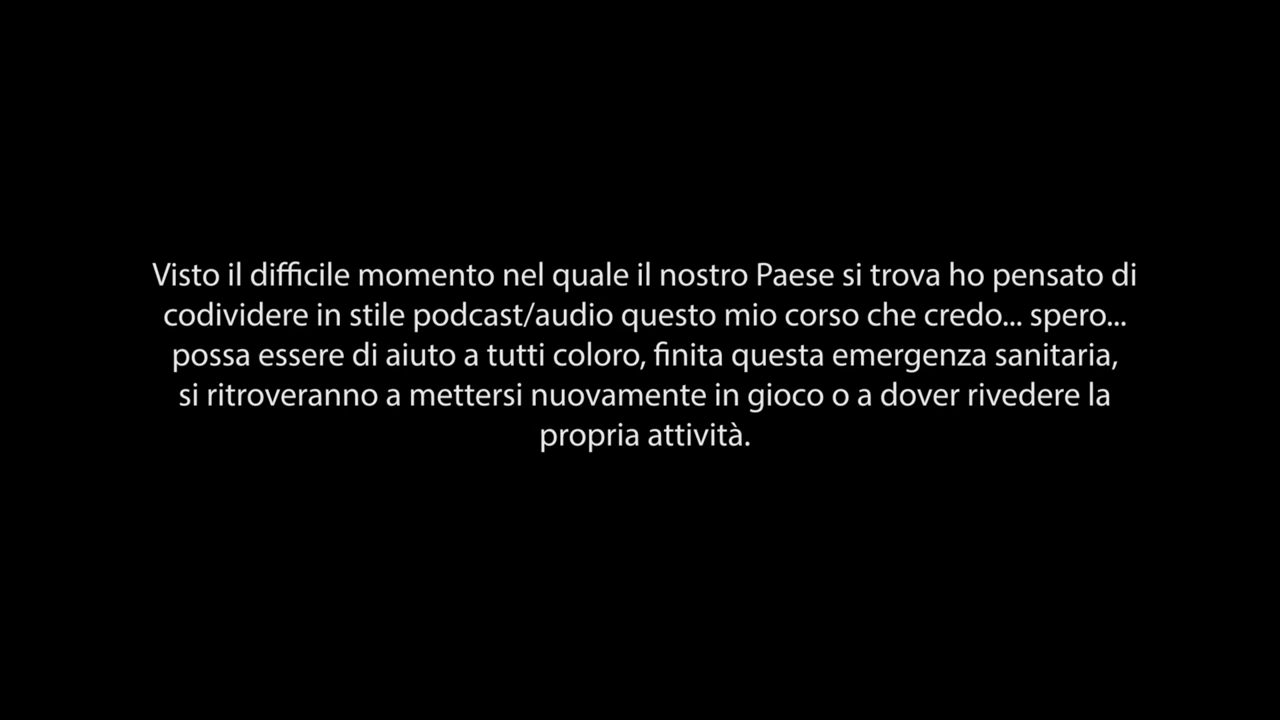 Visto il difficile momento nel quale il nostro Paese si trova ho pensato di
codividere in stile podcast/audio questo mio corso che credo... spero...
possa essere di aiuto a tutti coloro, finita questa emergenza sanitaria,
si ritroveranno a mettersi nuovamente in gioco o a dover rivedere la
propria attività.